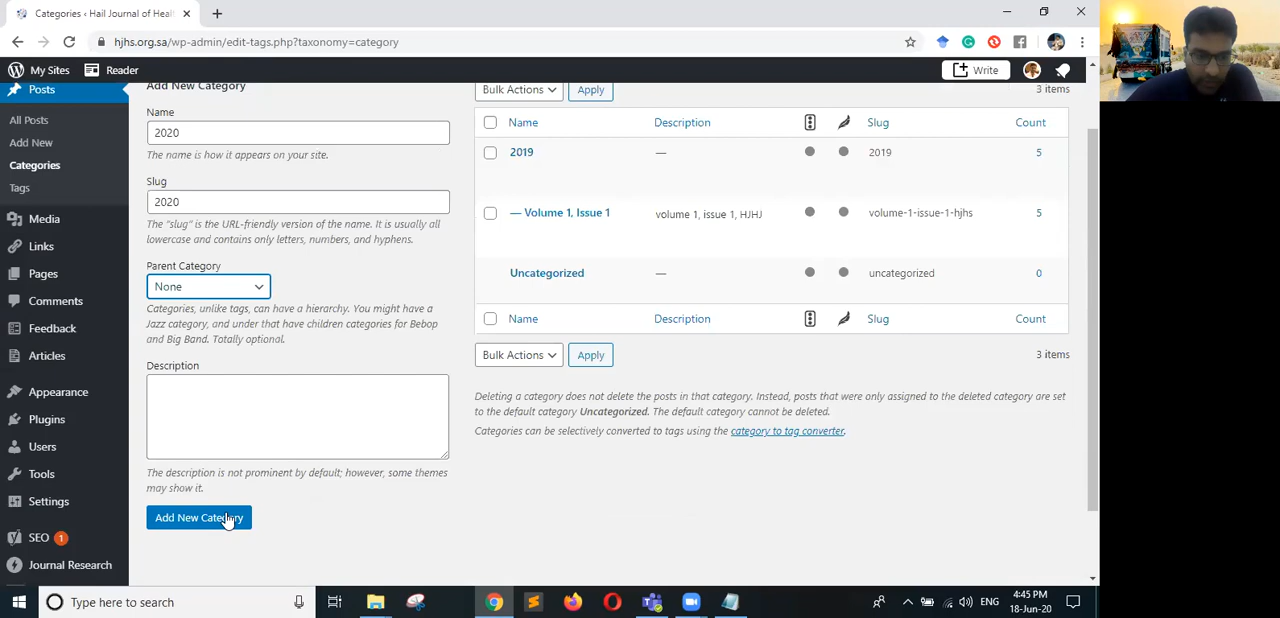 Categories < Hail Journal of Heal
hjhs.org.sa/wp-admin/edit-tags.php?taxonomy=category
My Sites
Reader
Write
Posts
All Posts
Add New
Categories
Tags
Media
Links
Pages
Comments
Feedback
Articles
Appearance
Plugins
Users
Tools
Settings
SEO 1
Journal Research
Add New Category
Name
2020
The name is how it appears on your site.
Slug
2020
The "slug" is the URL-friendly version of the name. It is usually all
lowercase and contains only letters, numbers, and hyphens.
Parent Category
None
Categories, unlike tags, can have a hierarchy. You might have a
Jazz category, and under that have children categories for Bebop
and Big Band. Totally optional.
Description
The description is not prominent by default; however, some themes
may show it.
Add New Category
Bulk Actions Apply 3 items
Name Description Slug Count
2019 — 2019 5
— Volume 1, Issue 1 volume 1, issue 1, HJHJ volume-1-issue-1-hjhs 5
Uncategorized — uncategorized 0
Name Description Slug Count
Bulk Actions Apply 3 items
Deleting a category does not delete the posts in that category. Instead, posts that were only assigned to the deleted category are set
to the default category Uncategorized. The default category cannot be deleted.
Categories can be selectively converted to tags using the category to tag converter.
Type here to search
ENG
4:45 PM
18-Jun-20